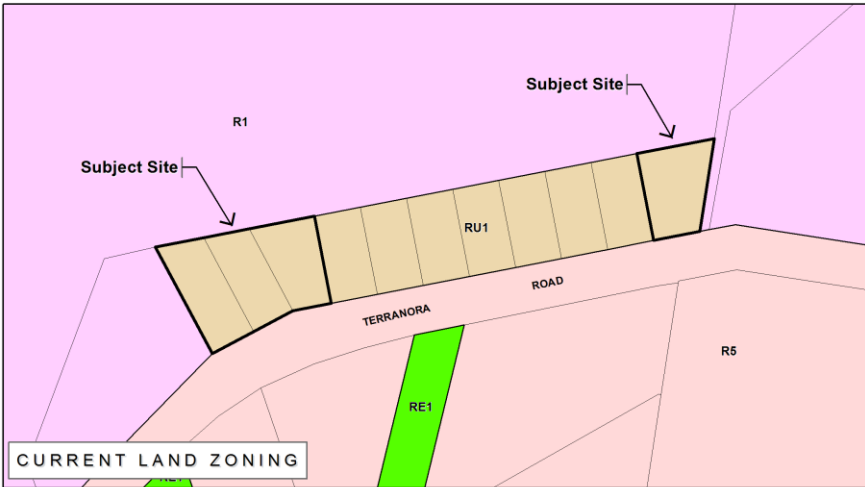 Subject Site
R1
Subject Site
RU1
ROAD
TERRANORA
R5
RE1
CURRENT LAND ZONING